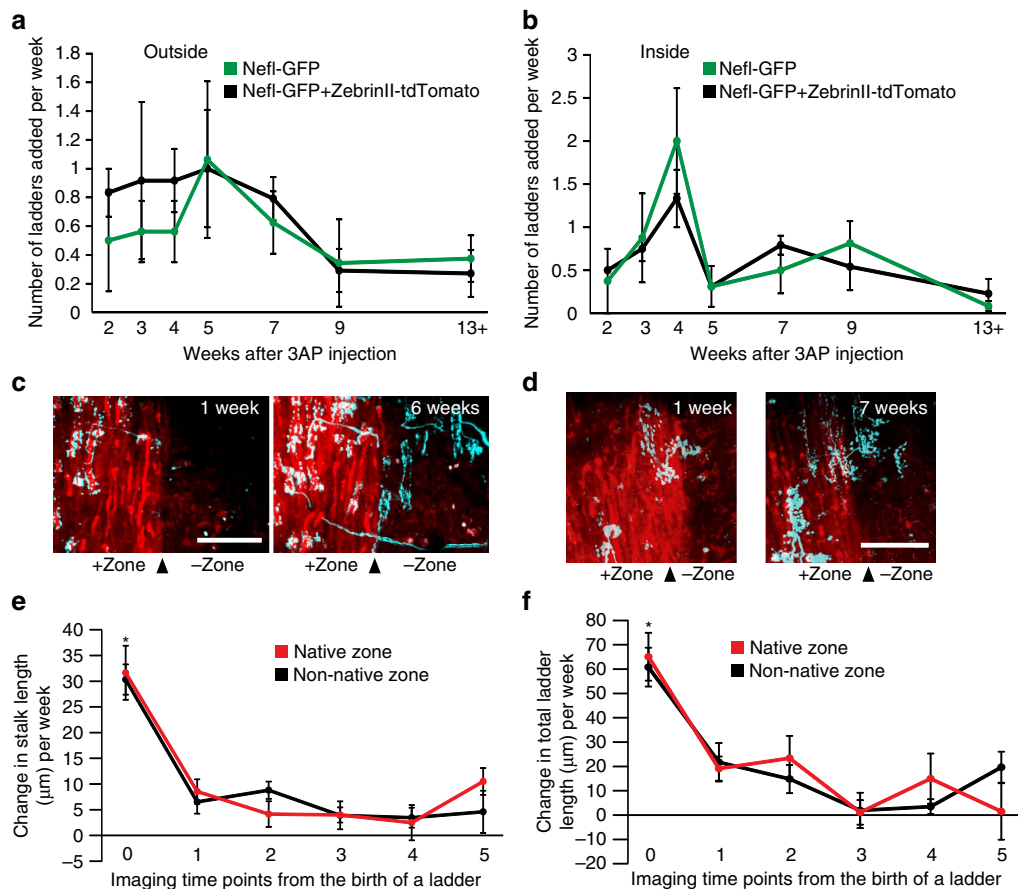 a
Outside
Nefl-GFP
Nefl-GFP+ZebrinII-tdTomato
Number of ladders added per week
1.8
1.6
1.4
1.2
1
0.8
0.6
0.4
0.2
0
2 3 4 5 7 9 13+
Weeks after 3AP injection
b
Inside
Nefl-GFP
Nefl-GFP+ZebrinII-tdTomato
Number of ladders added per week
3
2.5
2
1.5
1
0.5
0
2 3 4 5 7 9 13+
Weeks after 3AP injection
c
1 week
6 weeks
+Zone ▲ –Zone
+Zone ▲ –Zone
d
1 week
7 weeks
+Zone ▲ –Zone
+Zone ▲ –Zone
e
Native zone
Non-native zone
Change in stalk length
(μm) per week
40
35
30
25
20
15
10
5
0
–5
*
0 1 2 3 4 5
Imaging time points from the birth of a ladder
f
Native zone
Non-native zone
Change in total ladder
length (μm) per week
80
70
60
50
40
30
20
10
0
–10
–20
*
0 1 2 3 4 5
Imaging time points from the birth of a ladder